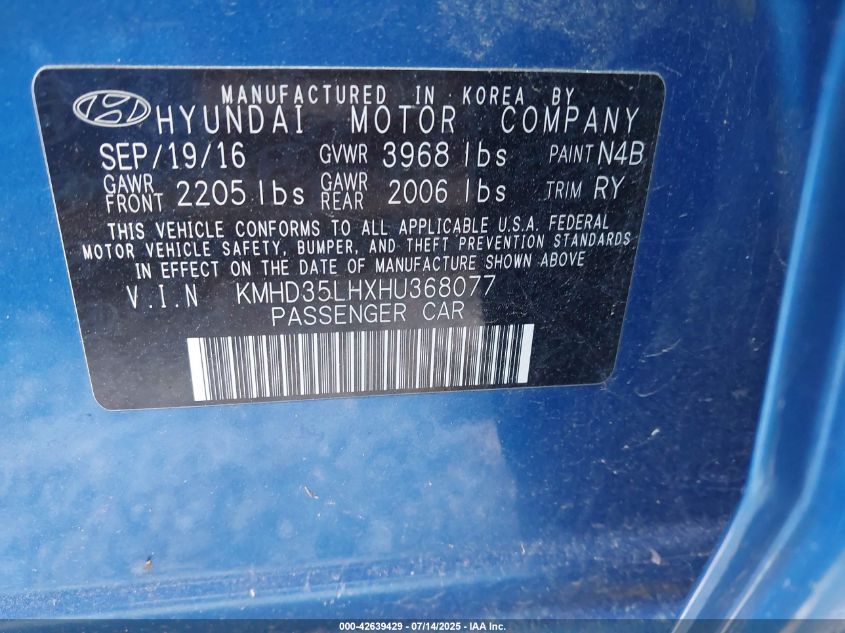 MANUFACTURED IN KOREA BY
HYUNDAI MOTOR COMPANY
SEP/19/16 GVWR 3968 lbs PAINT N4B
GAWR FRONT 2205 lbs GAWR REAR 2006 lbs TRIM RY
THIS VEHICLE CONFORMS TO ALL APPLICABLE U.S.A. FEDERAL
MOTOR VEHICLE SAFETY, BUMPER, AND THEFT PREVENTION STANDARDS
IN EFFECT ON THE DATE OF MANUFACTURE SHOWN ABOVE
V.I.N KMHD35LHXHU368077
PASSENGER CAR
000-42639429 - 07/14/2025 - IAA Inc.